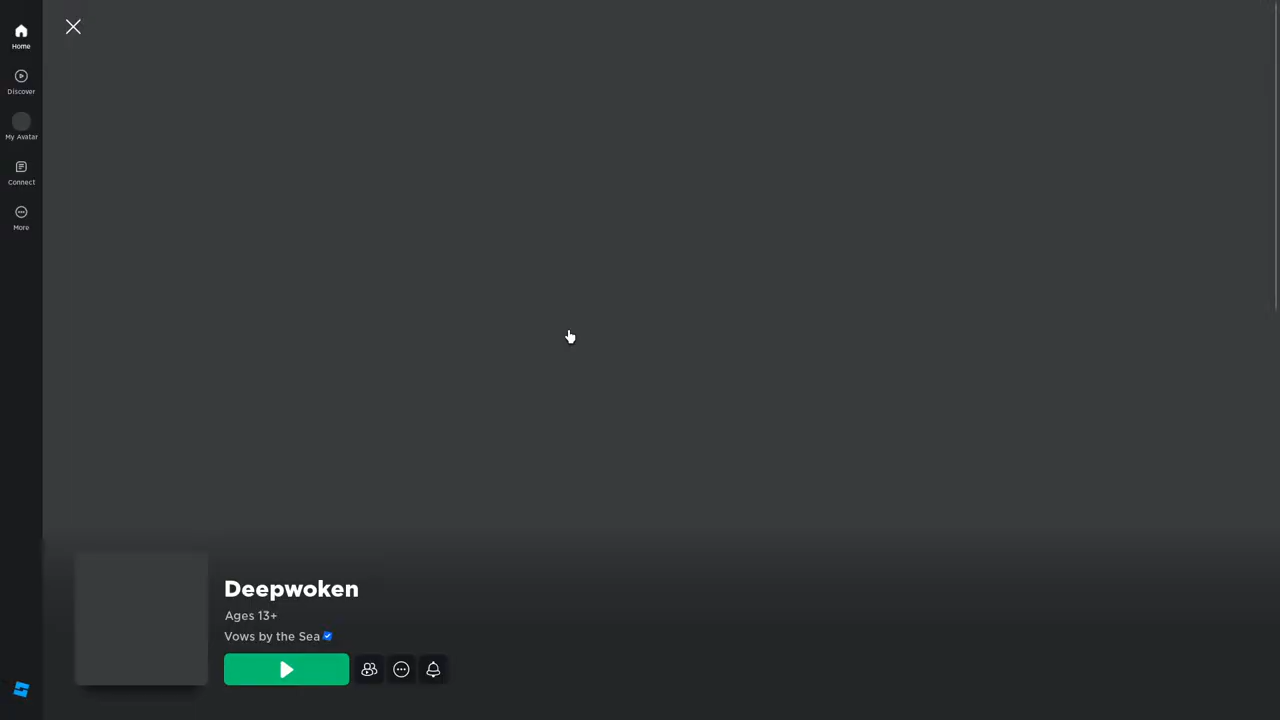 Home
Discover
My Avatar
Connect
More
Deepwoken
Ages 13+
Vows by the Sea